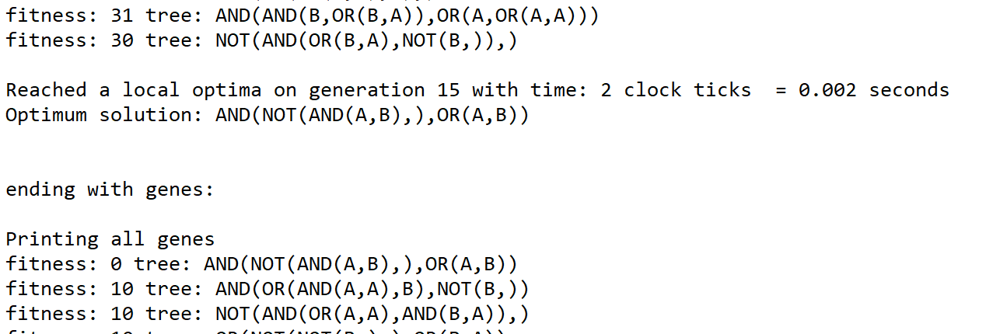 fitness: 31 tree: AND(AND(B,OR(B,A)),OR(A,OR(A,A)))
fitness: 30 tree: NOT(AND(OR(B,A),NOT(B,)),)
Reached a local optima on generation 15 with time: 2 clock ticks  = 0.002 seconds
Optimum solution: AND(NOT(AND(A,B),),OR(A,B))
ending with genes:
Printing all genes
fitness: 0 tree: AND(NOT(AND(A,B),),OR(A,B))
fitness: 10 tree: AND(OR(AND(A,A),B),NOT(B,))
fitness: 10 tree: NOT(AND(OR(A,A),AND(B,A)),)